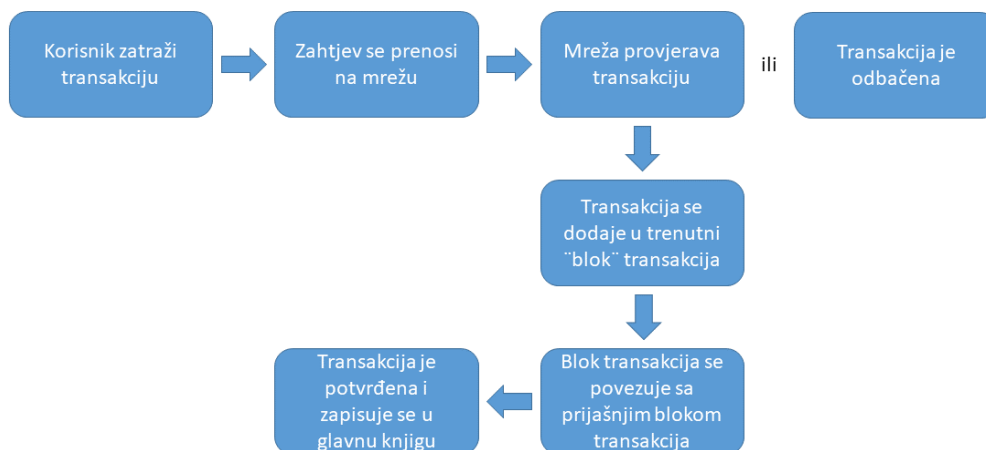 Korisnik zatraži
transakciju
Zahtjev se prenosi
na mrežu
Mreža provjerava
transakciju
ili
Transakcija je
odbačena
Transakcija se
dodaje u trenutni
¨blok¨ transakcija
Blok transakcija se
povezuje sa
prijašnjim blokom
transakcija
Transakcija je
potvrđena i
zapisuje se u
glavnu knjigu